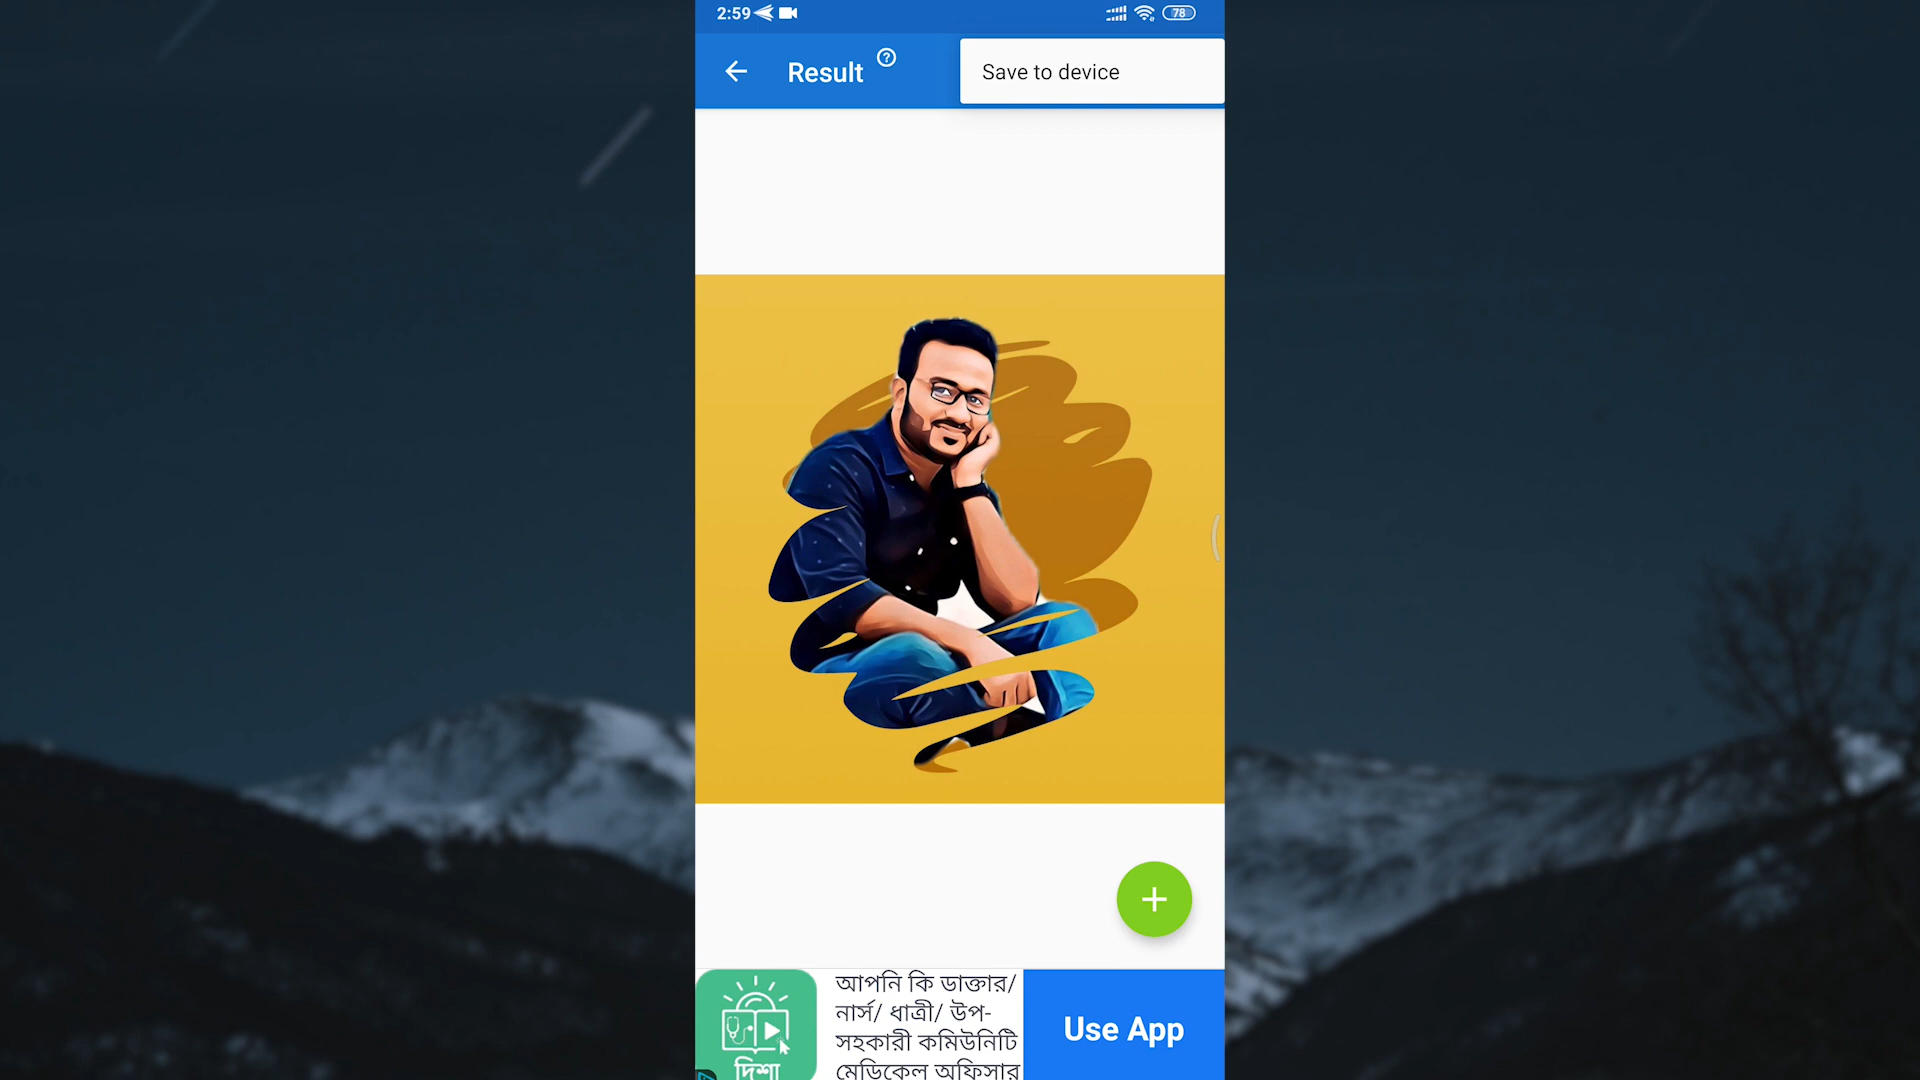 2:59
78
Result
Save to device
আপনি কি ডাক্তার/
নার্স/ ধাত্রী/ উপ-
সহকারী কমিউনিটি
মেডিকেল অফিসার
দিশা
Use App